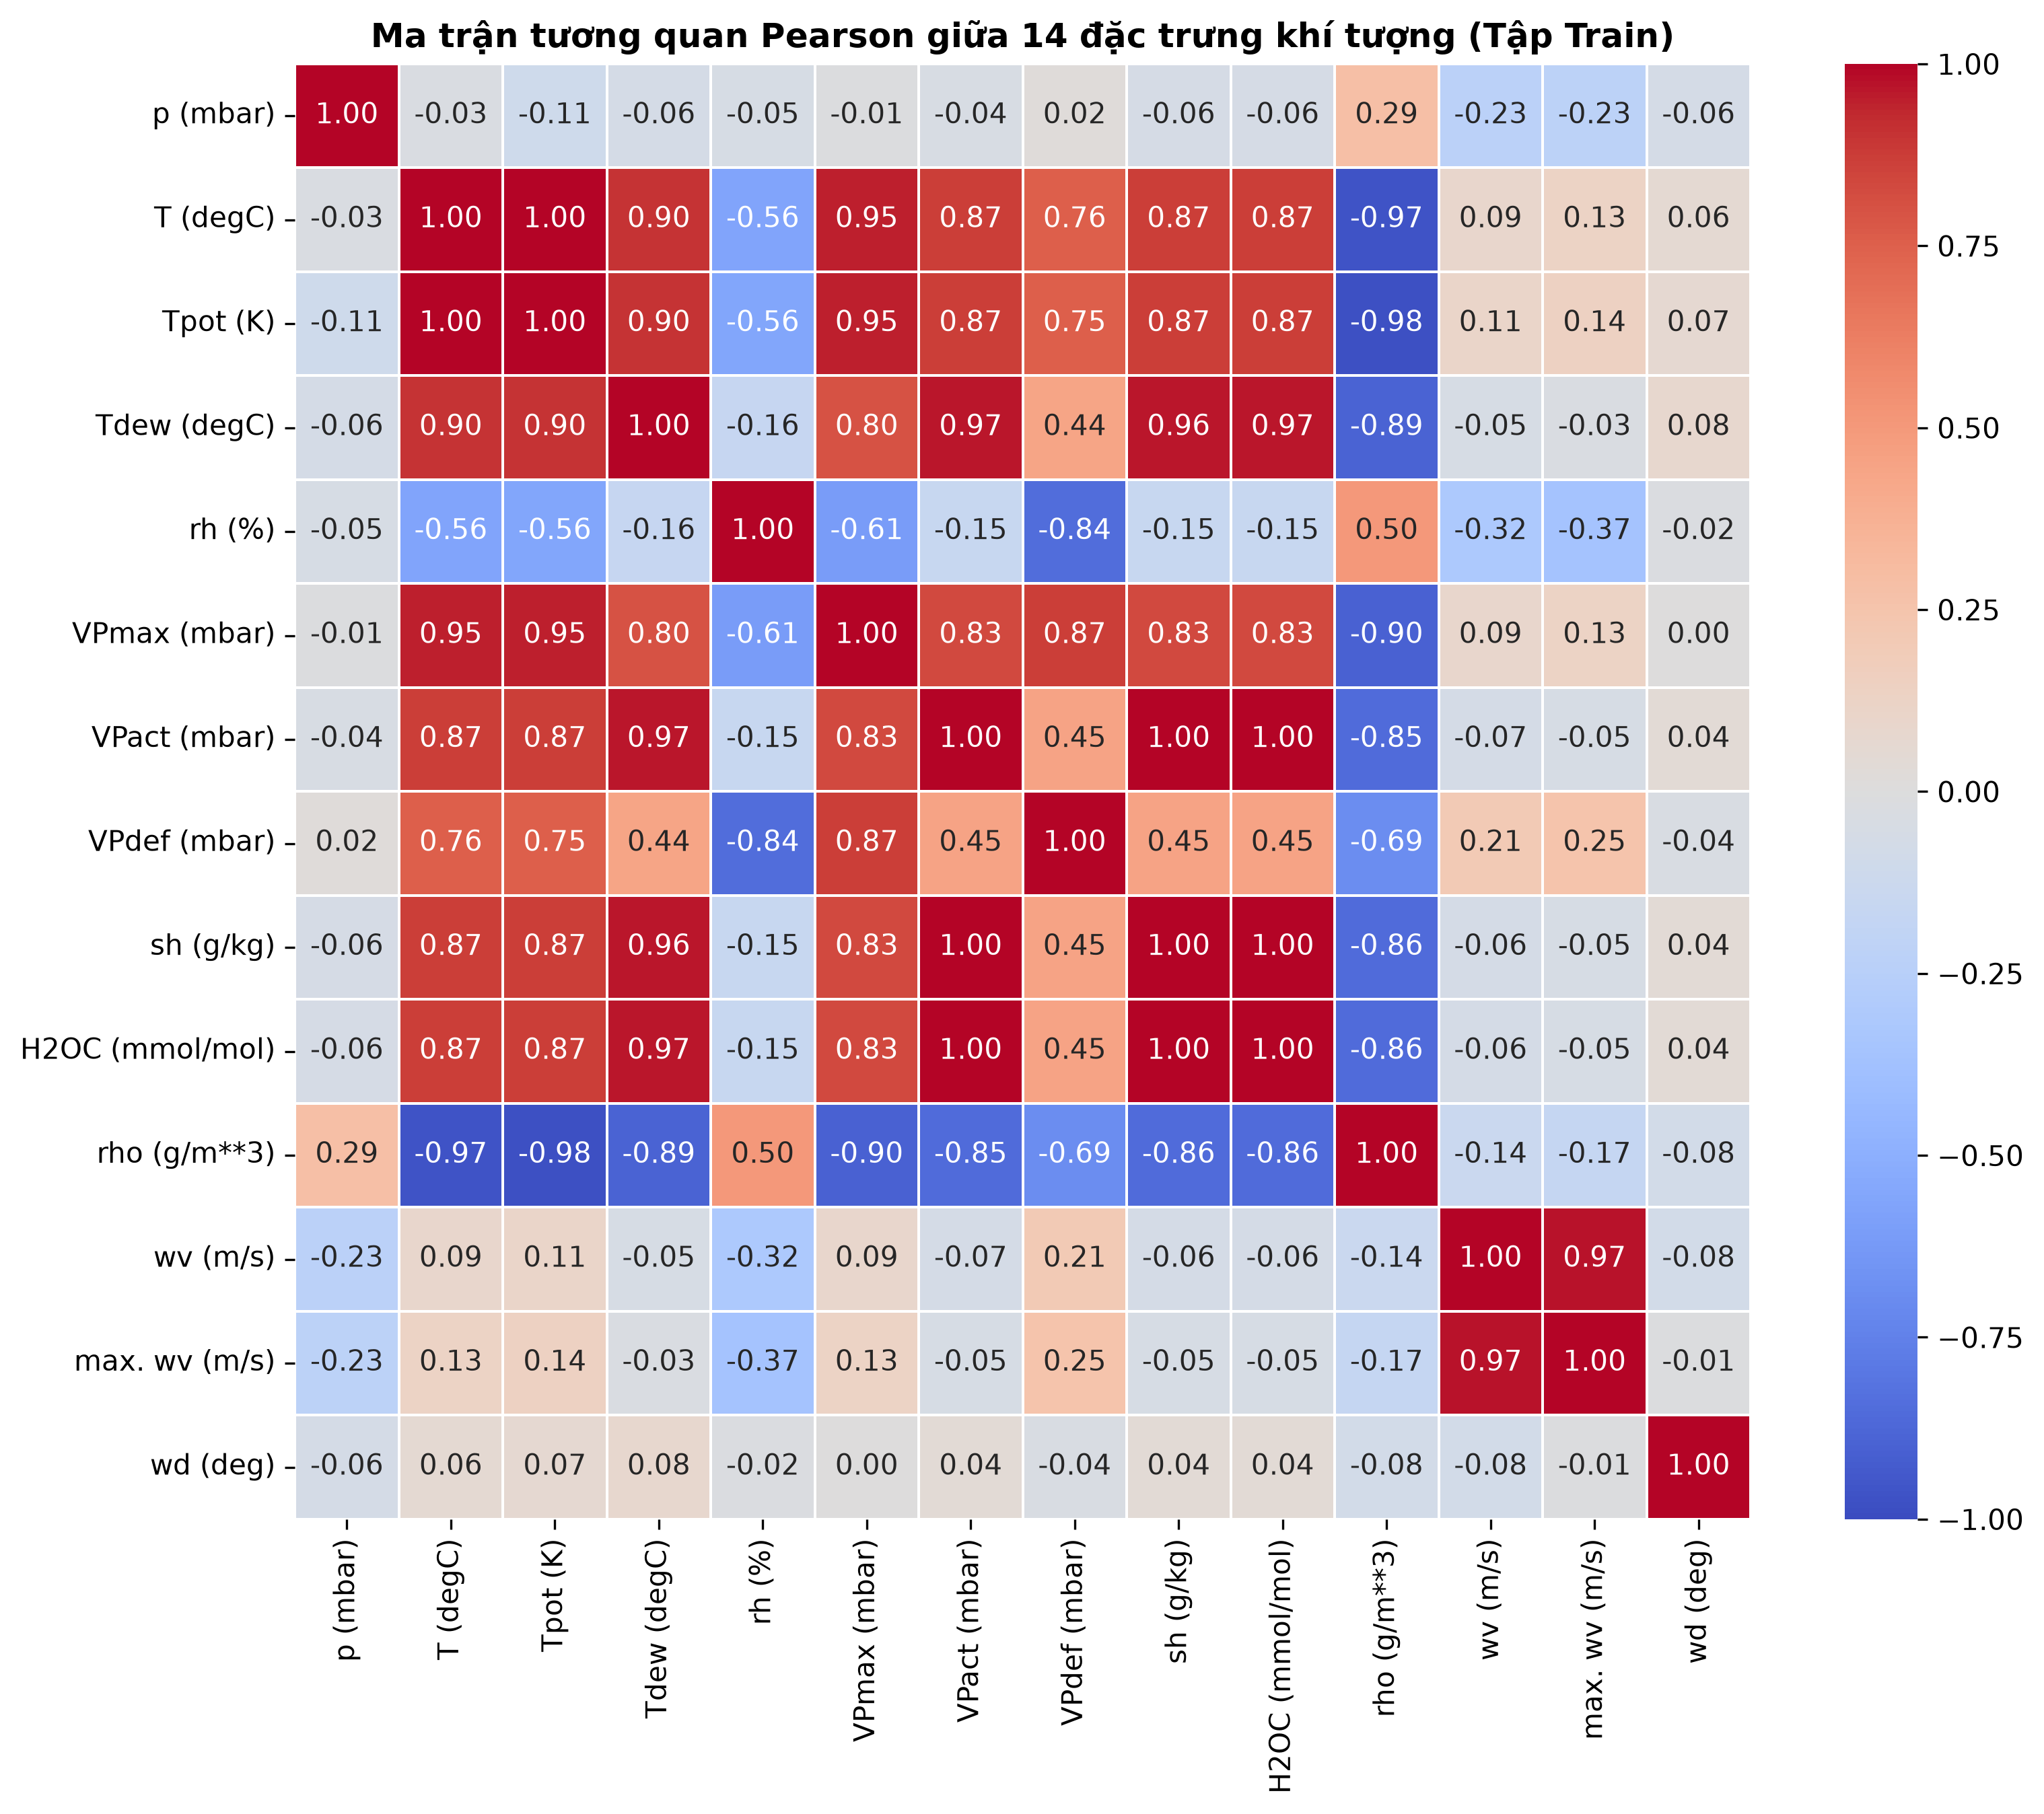 Ma trận tương quan Pearson giữa 14 đặc trưng khí tượng (Tập Train)
p (mbar) 1.00 -0.03 -0.11 -0.06 -0.05 -0.01 -0.04 0.02 -0.06 -0.06 0.29 -0.23 -0.23 -0.06
T (degC) -0.03 1.00 1.00 0.90 -0.56 0.95 0.87 0.76 0.87 0.87 -0.97 0.09 0.13 0.06
Tpot (K) -0.11 1.00 1.00 0.90 -0.56 0.95 0.87 0.75 0.87 0.87 -0.98 0.11 0.14 0.07
Tdew (degC) -0.06 0.90 0.90 1.00 -0.16 0.80 0.97 0.44 0.96 0.97 -0.89 -0.05 -0.03 0.08
rh (%) -0.05 -0.56 -0.56 -0.16 1.00 -0.61 -0.15 -0.84 -0.15 -0.15 0.50 -0.32 -0.37 -0.02
VPmax (mbar) -0.01 0.95 0.95 0.80 -0.61 1.00 0.83 0.87 0.83 0.83 -0.90 0.09 0.13 0.00
VPact (mbar) -0.04 0.87 0.87 0.97 -0.15 0.83 1.00 0.45 1.00 1.00 -0.85 -0.07 -0.05 0.04
VPdef (mbar) 0.02 0.76 0.75 0.44 -0.84 0.87 0.45 1.00 0.45 0.45 -0.69 0.21 0.25 -0.04
sh (g/kg) -0.06 0.87 0.87 0.96 -0.15 0.83 1.00 0.45 1.00 1.00 -0.86 -0.06 -0.05 0.04
H2OC (mmol/mol) -0.06 0.87 0.87 0.97 -0.15 0.83 1.00 0.45 1.00 1.00 -0.86 -0.06 -0.05 0.04
rho (g/m**3) 0.29 -0.97 -0.98 -0.89 0.50 -0.90 -0.85 -0.69 -0.86 -0.86 1.00 -0.14 -0.17 -0.08
wv (m/s) -0.23 0.09 0.11 -0.05 -0.32 0.09 -0.07 0.21 -0.06 -0.06 -0.14 1.00 0.97 -0.08
max. wv (m/s) -0.23 0.13 0.14 -0.03 -0.37 0.13 -0.05 0.25 -0.05 -0.05 -0.17 0.97 1.00 -0.01
wd (deg) -0.06 0.06 0.07 0.08 -0.02 0.00 0.04 -0.04 0.04 0.04 -0.08 -0.08 -0.01 1.00
p (mbar)
T (degC)
Tpot (K)
Tdew (degC)
rh (%)
VPmax (mbar)
VPact (mbar)
VPdef (mbar)
sh (g/kg)
H2OC (mmol/mol)
rho (g/m**3)
wv (m/s)
max. wv (m/s)
wd (deg)
1.00
0.75
0.50
0.25
0.00
−0.25
−0.50
−0.75
−1.00